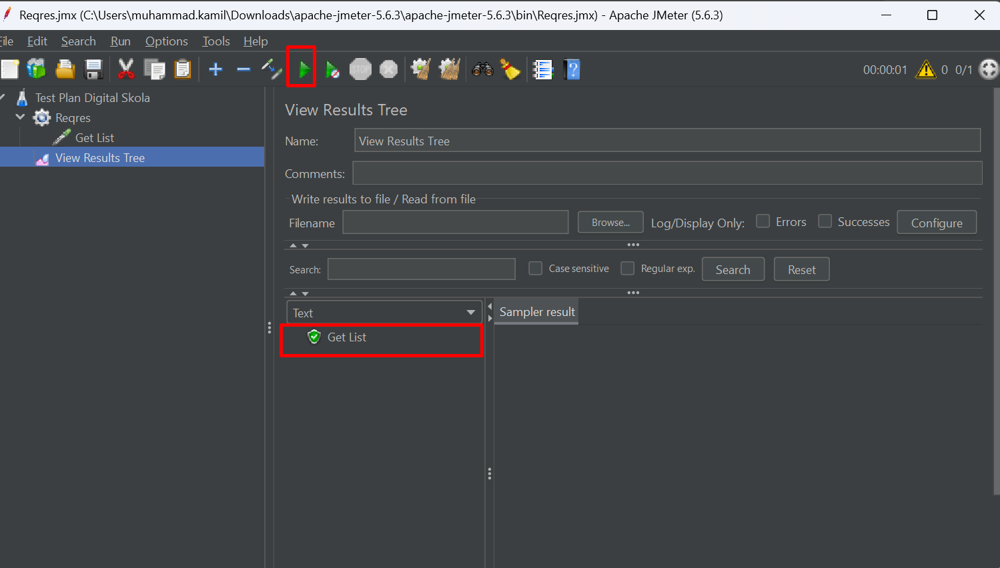 Reqres.jmx (C:\Users\muhammad.kamil\Downloads\apache-jmeter-5.6.3\apache-jmeter-5.6.3\bin\Reqres.jmx) - Apache JMeter (5.6.3)
File Edit Search Run Options Tools Help
STOP ? 00:00:01 0 0/1
Test Plan Digital Skola
Reqres
Get List
View Results Tree
View Results Tree
Name: View Results Tree
Comments:
Write results to file / Read from file
Filename Browse... Log/Display Only: Errors Successes Configure
Search: Case sensitive Regular exp. Search Reset
Text
Sampler result
Get List